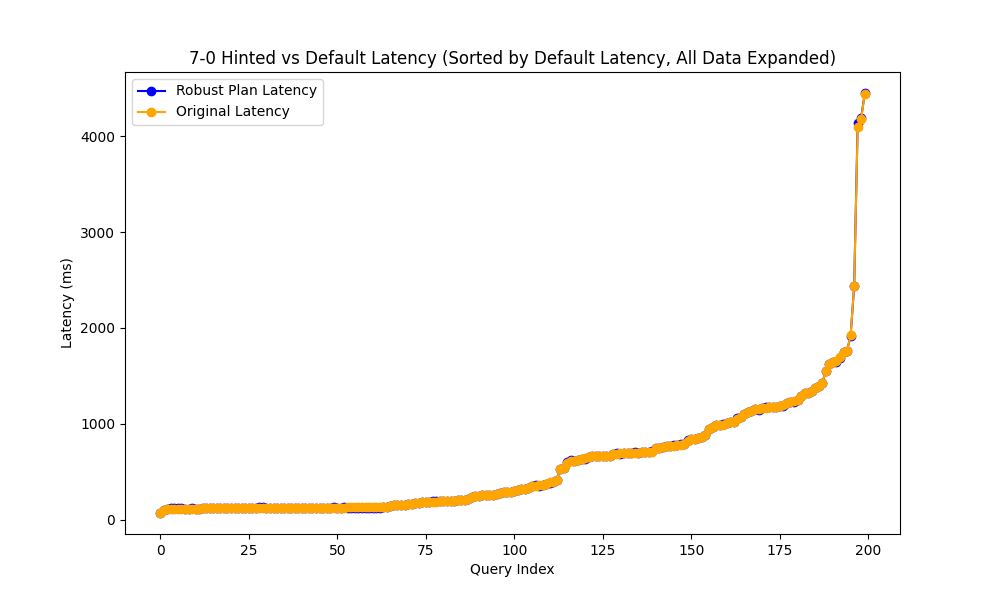 7-0 Hinted vs Default Latency (Sorted by Default Latency, All Data Expanded)
Robust Plan Latency
Original Latency
4000
3000
2000
1000
0
Latency (ms)
0 25 50 75 100 125 150 175 200
Query Index